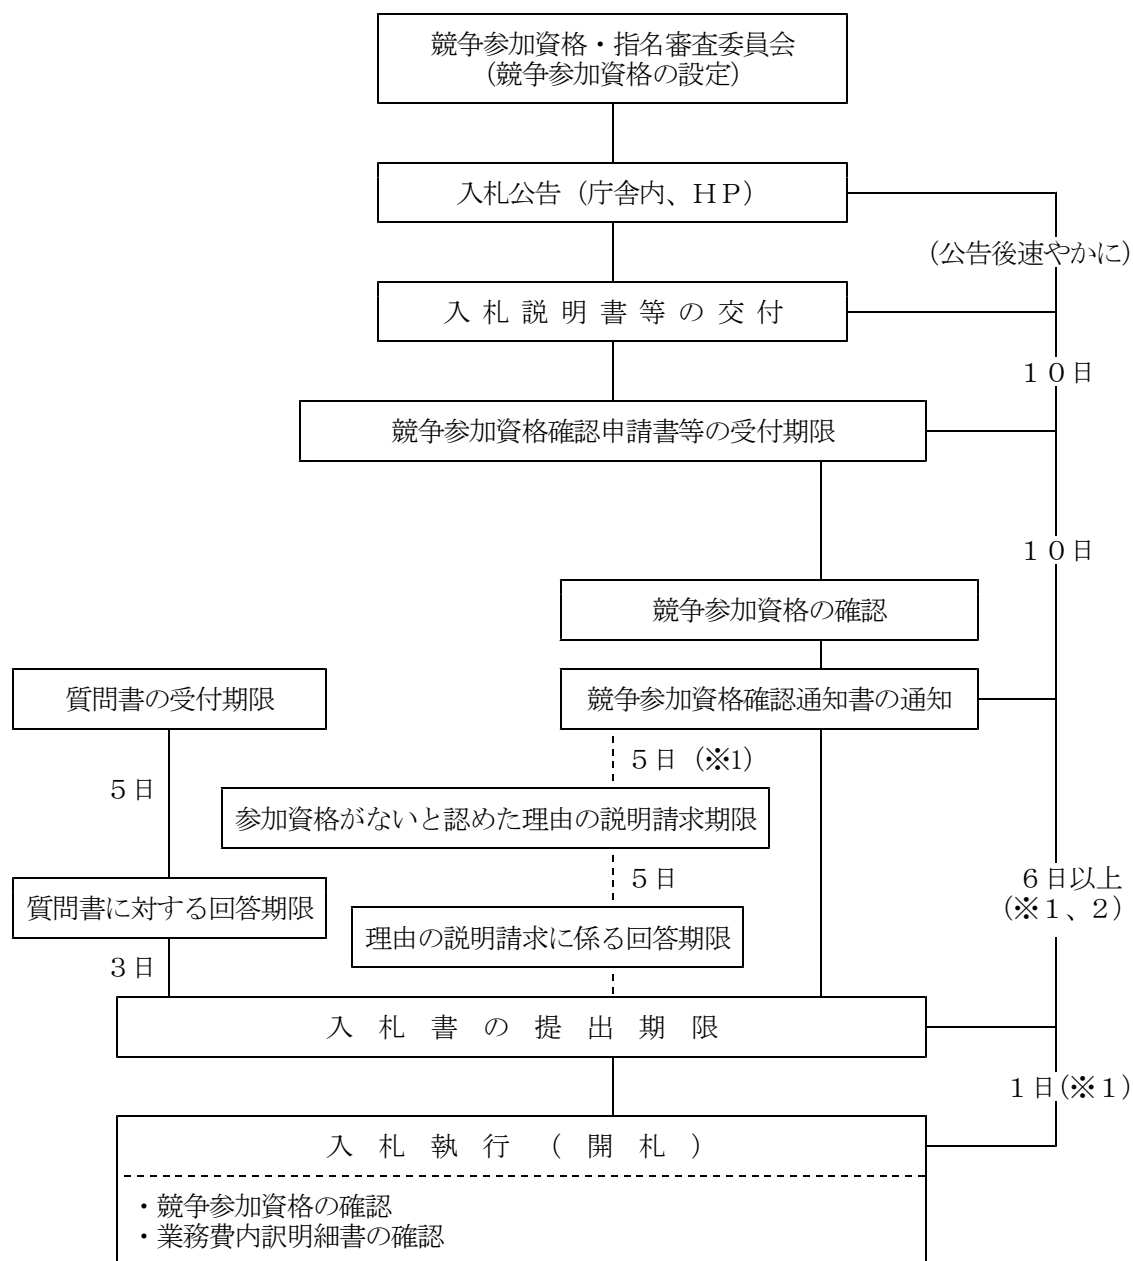 競争参加資格・指名審査委員会
(競争参加資格の設定)
入札公告（庁舎内、ＨＰ）
(公告後速やかに)
入札説明書等の交付
１０日
競争参加資格確認申請書等の受付期限
１０日
競争参加資格の確認
質問書の受付期限
競争参加資格確認通知書の通知
５日（※1）
５日
参加資格がないと認めた理由の説明請求期限
５日
６日以上
(※１、２)
質問書に対する回答期限
理由の説明請求に係る回答期限
３日
入札書の提出期限
１日(※１)
入札執行（開札）
・競争参加資格の確認
・業務費内訳明細書の確認